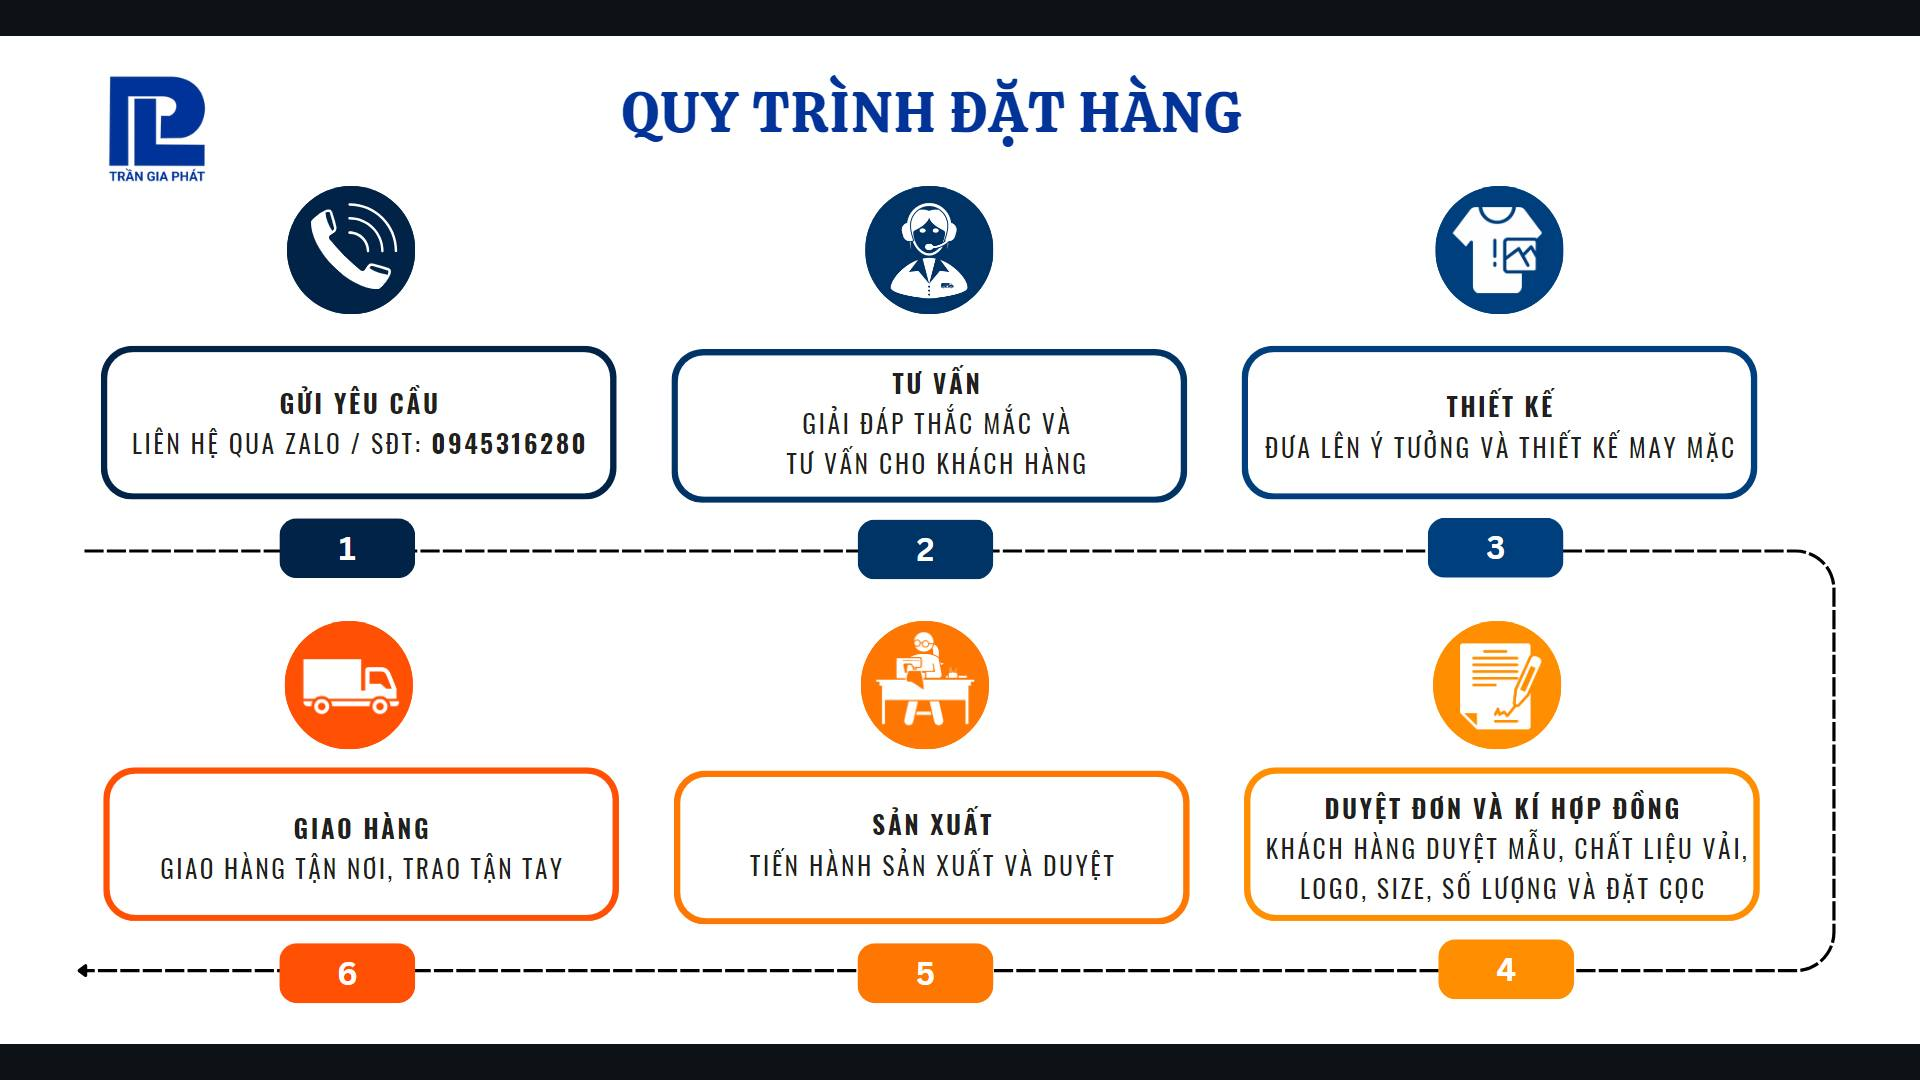 TRẦN GIA PHÁT
QUY TRÌNH ĐẶT HÀNG
GỬI YÊU CẦU
LIÊN HỆ QUA ZALO / SĐT: 0945316280
1
TƯ VẤN
GIẢI ĐÁP THẮC MẮC VÀ
TƯ VẤN CHO KHÁCH HÀNG
2
THIẾT KẾ
ĐƯA LÊN Ý TƯỞNG VÀ THIẾT KẾ MAY MẶC
3
DUYỆT ĐƠN VÀ KÍ HỢP ĐỒNG
KHÁCH HÀNG DUYỆT MẪU, CHẤT LIỆU VẢI,
LOGO, SIZE, SỐ LƯỢNG VÀ ĐẶT CỌC
4
SẢN XUẤT
TIẾN HÀNH SẢN XUẤT VÀ DUYỆT
5
GIAO HÀNG
GIAO HÀNG TẬN NƠI, TRAO TẬN TAY
6